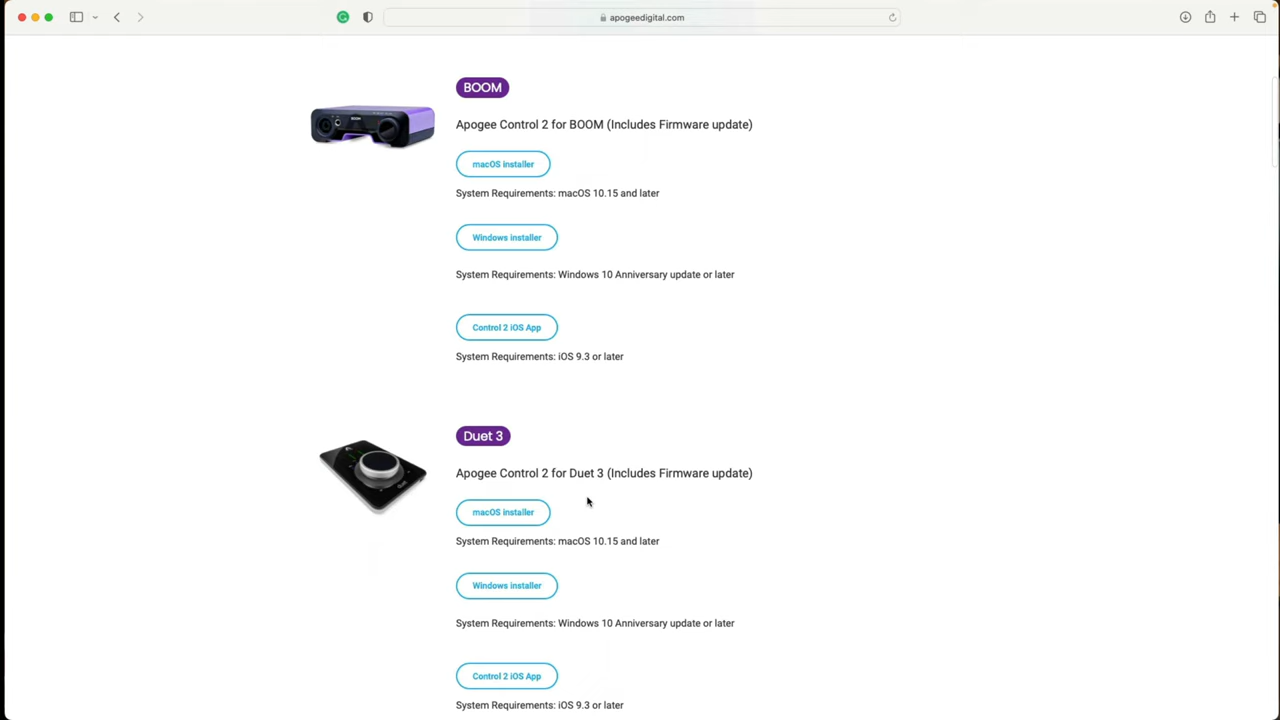 apogeedigital.com
BOOM
Apogee Control 2 for BOOM (Includes Firmware update)
macOS installer
System Requirements: macOS 10.15 and later
Windows installer
System Requirements: Windows 10 Anniversary update or later
Control 2 iOS App
System Requirements: iOS 9.3 or later
Duet 3
Apogee Control 2 for Duet 3 (Includes Firmware update)
macOS installer
System Requirements: macOS 10.15 and later
Windows installer
System Requirements: Windows 10 Anniversary update or later
Control 2 iOS App
System Requirements: iOS 9.3 or later